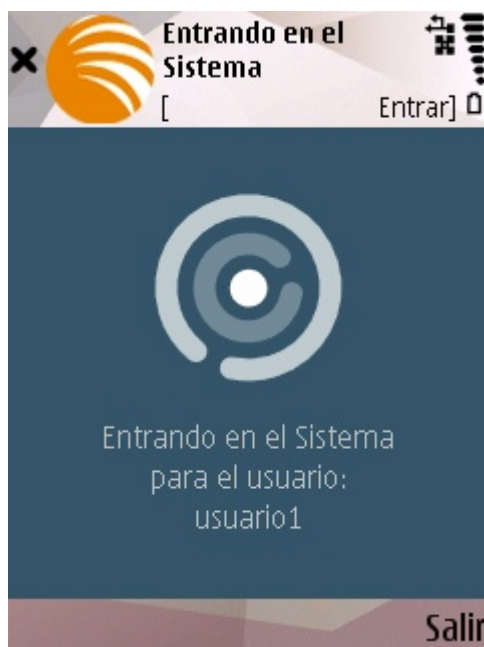 Entrando en el
Sistema
[ Entrar]
Entrando en el Sistema
para el usuario:
usuario1
Salir